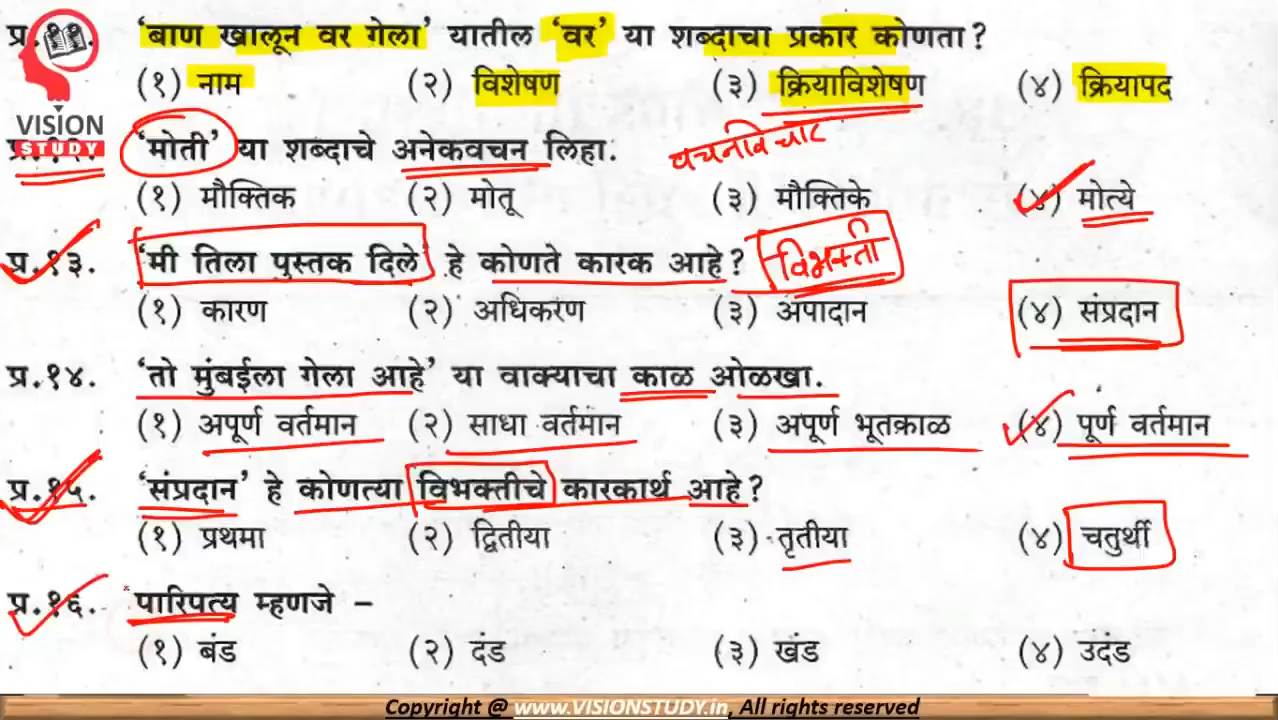 प्र.११. 'बाण खालून वर गेला' यातील 'वर' या शब्दाचा प्रकार कोणता?
(१) नाम (२) विशेषण (३) क्रियाविशेषण (४) क्रियापद
VISION
STUDY
'मोती' या शब्दाचे अनेकवचन लिहा. वचनविचार
(१) मौक्तिक (२) मोतू (३) मौक्तिके (४) मोत्ये
प्र.१३. 'मी तिला पुस्तक दिले' हे कोणते कारक आहे? विभक्ती
(१) कारण (२) अधिकरण (३) अपादान (४) संप्रदान
प्र.१४. 'तो मुंबईला गेला आहे' या वाक्याचा काळ ओळखा.
(१) अपूर्ण वर्तमान (२) साधा वर्तमान (३) अपूर्ण भूतकाळ (४) पूर्ण वर्तमान
प्र.१५. 'संप्रदान' हे कोणत्या विभक्तीचे कारकार्थ आहे?
(१) प्रथमा (२) द्वितीया (३) तृतीया (४) चतुर्थी
प्र.१६. पारिपत्य म्हणजे –
(१) बंड (२) दंड (३) खंड (४) उदंड
Copyright @ www.VISIONSTUDY.in, All rights reserved